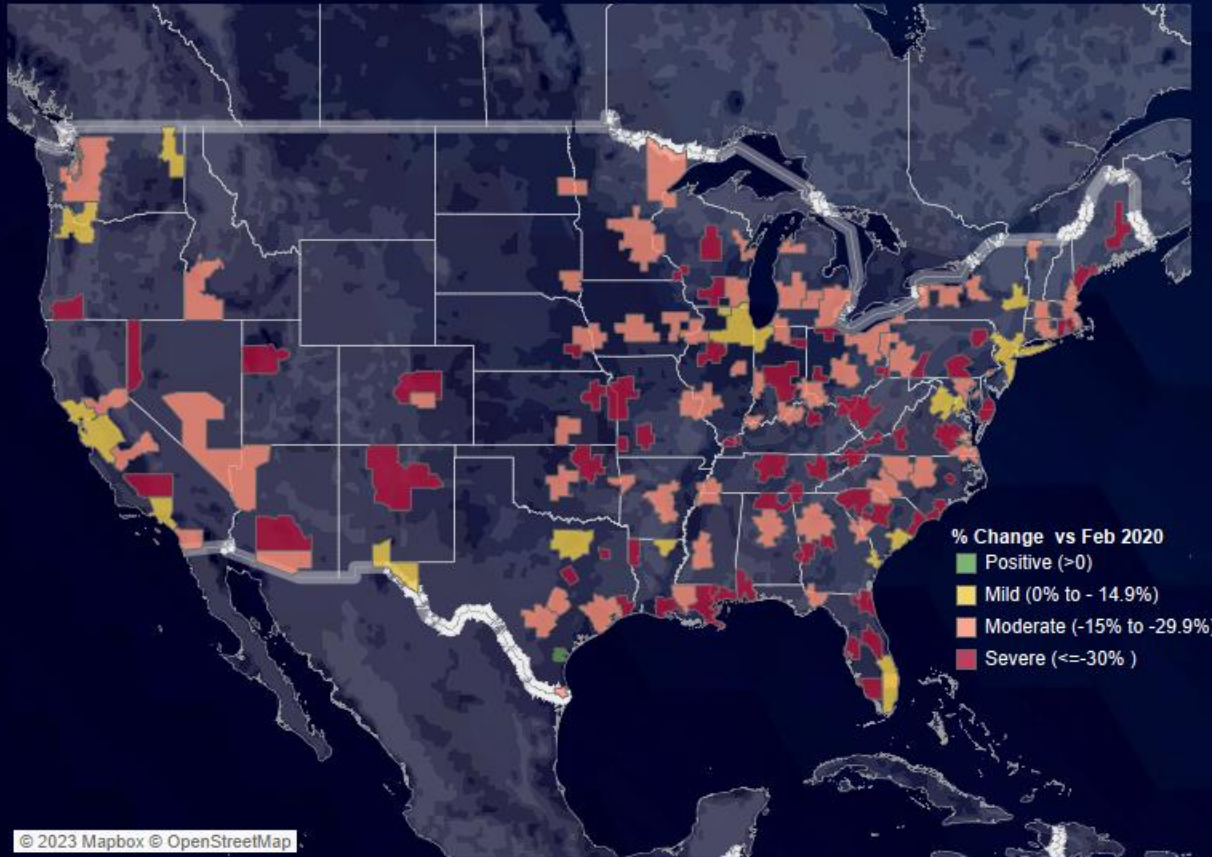 % Change vs Feb 2020
Positive (>0)
Mild (0% to - 14.9%)
Moderate (-15% to -29.9%)
Severe (<=-30% )
© 2023 Mapbox © OpenStreetMap